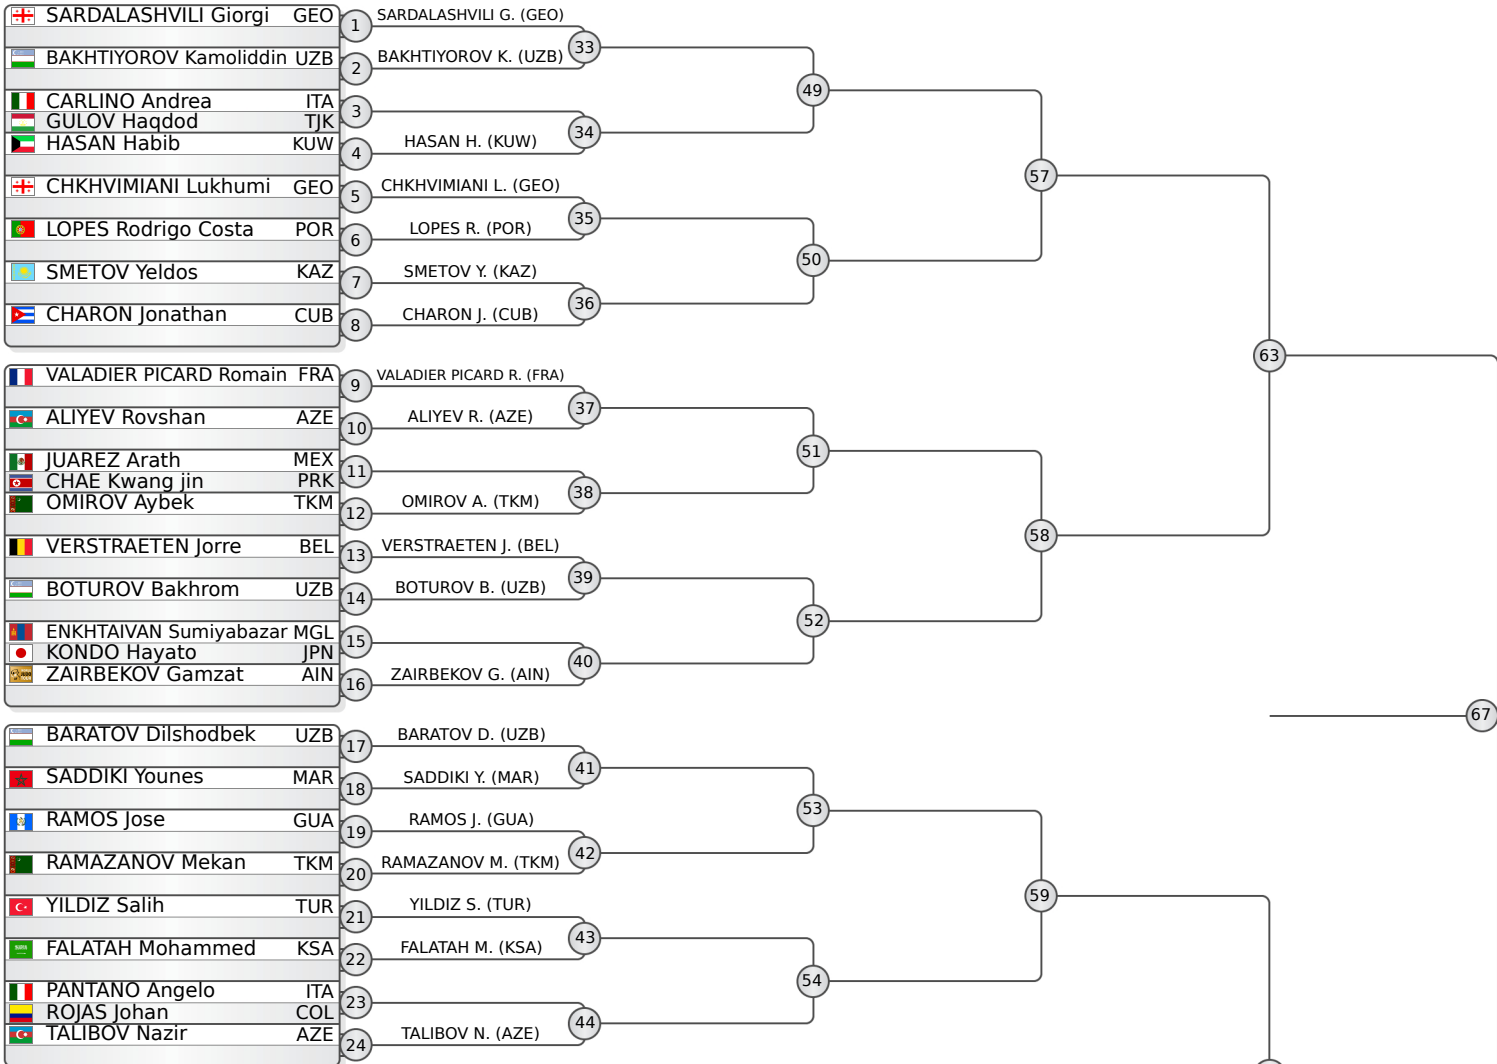 SARDALASHVILI Giorgi GEO
1
SARDALASHVILI G. (GEO)
33
BAKHTIYOROV Kamoliddin UZB
2
BAKHTIYOROV K. (UZB)
49
CARLINO Andrea ITA
3
GULOV Haqdod TJK
34
HASAN Habib KUW
4
HASAN H. (KUW)
57
CHKHVIMIANI Lukhumi GEO
5
CHKHVIMIANI L. (GEO)
35
LOPES Rodrigo Costa POR
6
LOPES R. (POR)
50
SMETOV Yeldos KAZ
7
SMETOV Y. (KAZ)
36
CHARON Jonathan CUB
8
CHARON J. (CUB)
63
VALADIER PICARD Romain FRA
9
VALADIER PICARD R. (FRA)
37
ALIYEV Rovshan AZE
10
ALIYEV R. (AZE)
51
JUAREZ Arath MEX
11
CHAE Kwang jin PRK
38
OMIROV Aybek TKM
12
OMIROV A. (TKM)
58
VERSTRAETEN Jorre BEL
13
VERSTRAETEN J. (BEL)
39
BOTUROV Bakhrom UZB
14
BOTUROV B. (UZB)
52
ENKHTAIVAN Sumiyabazar MGL
15
KONDO Hayato JPN
40
ZAIRBEKOV Gamzat AIN
16
ZAIRBEKOV G. (AIN)
67
BARATOV Dilshodbek UZB
17
BARATOV D. (UZB)
41
SADDIKI Younes MAR
18
SADDIKI Y. (MAR)
53
RAMOS Jose GUA
19
RAMOS J. (GUA)
42
RAMAZANOV Mekan TKM
20
RAMAZANOV M. (TKM)
59
YILDIZ Salih TUR
21
YILDIZ S. (TUR)
43
FALATAH Mohammed KSA
22
FALATAH M. (KSA)
54
PANTANO Angelo ITA
23
ROJAS Johan COL
44
TALIBOV Nazir AZE
24
TALIBOV N. (AZE)